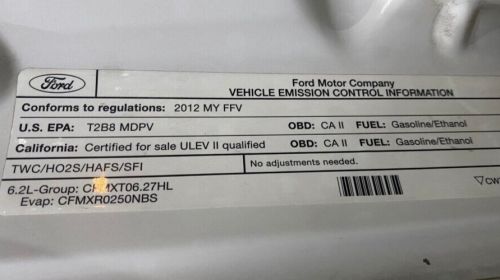 Ford
Ford Motor Company
VEHICLE EMISSION CONTROL INFORMATION
Conforms to regulations: 2012 MY FFV
U.S. EPA: T2B8 MDPV OBD: CA II FUEL: Gasoline/Ethanol
California: Certified for sale ULEV II qualified OBD: CA II FUEL: Gasoline/Ethanol
TWC/HO2S/HAFS/SFI
No adjustments needed.
6.2L-Group: CFMXT06.27HL
Evap: CFMXR0250NBS